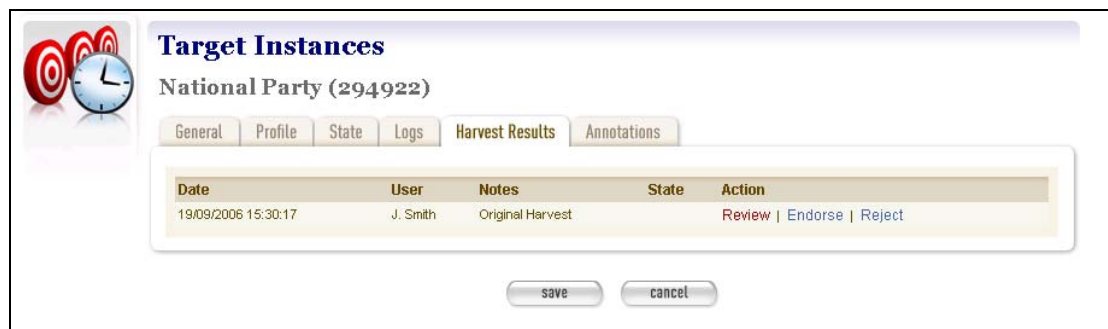 Target Instances
National Party (294922)
General Profile State Logs Harvest Results Annotations
Date User Notes State Action
19/09/2006 15:30:17 J. Smith Original Harvest Review | Endorse | Reject
save cancel